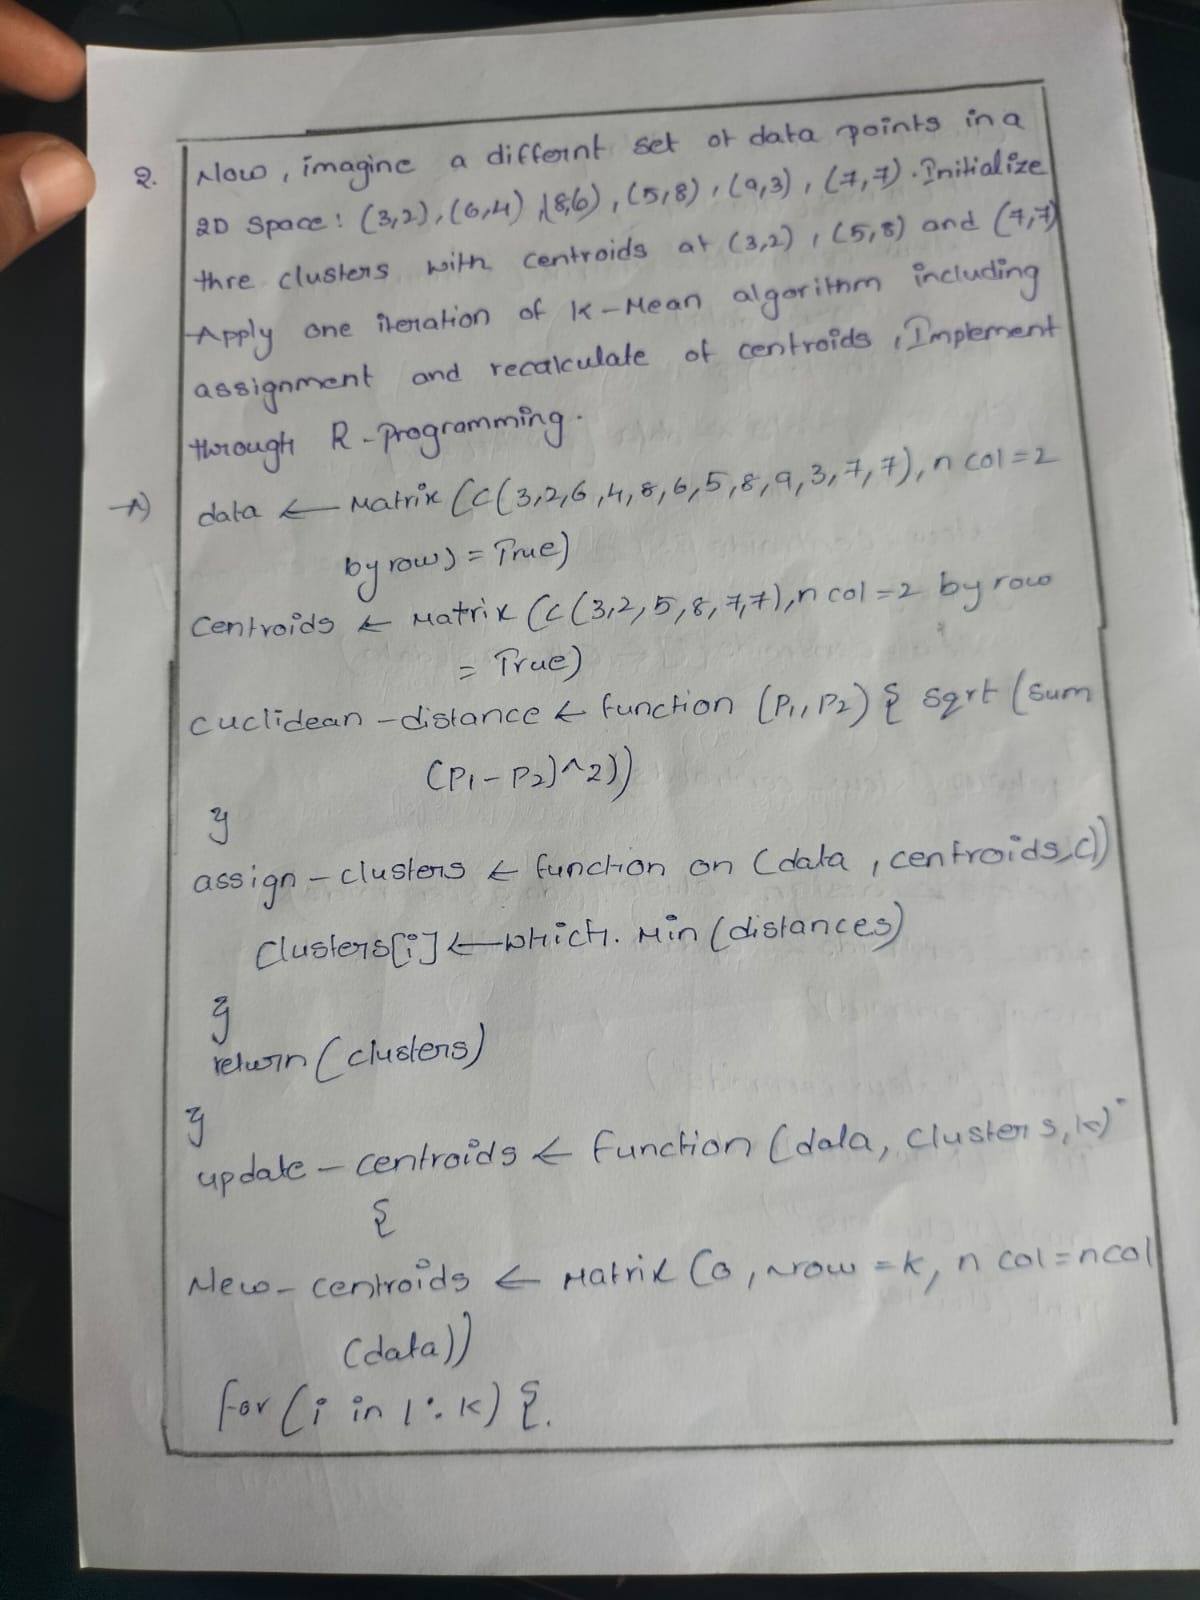 2. Now, imagine a differnt set of data points in a
2D Space: (3,2), (6,4) (8,6), (5,8), (9,3), (7,7). Initialize
thre clusters with centroids at (3,2), (5,8) and (7,7)
Apply one iteration of K-Mean algorithm including
assignment and recalculate of centroids, Implement
through R-Programming.
A) data ← Matrix (C(3,2,6,4,8,6,5,8,9,3,7,7), ncol=2
by row) = True)
Centroids ← Matrix (C(3,2,5,8,7,7), ncol=2 by row
= True)
cuclidean-distance ← function (P1, P2) { sqrt (sum
(P1-P2)^2))
}
assign-clusters ← function on (data, centroids, c))
Clusters[i] ← which. Min (distances)
}
return (clusters)
}
update-centroids ← Function (data, clusters, k)
{
New-centroids ← Matrix (0, Nrow=k, ncol=ncol
(data))
for (i in 1:k) {.